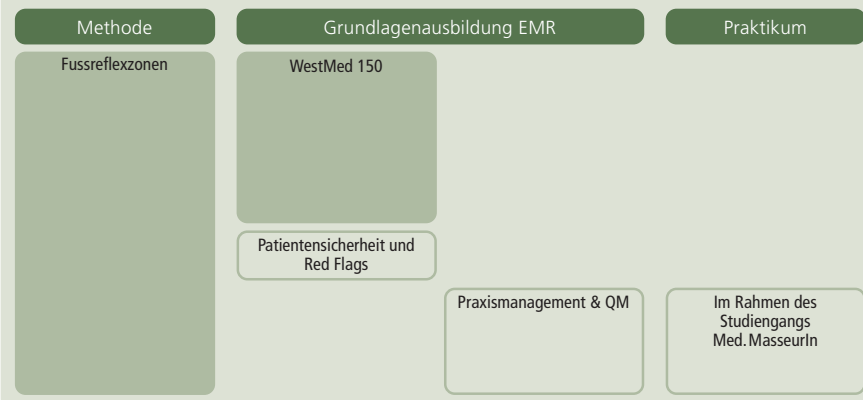 Methode
Grundlagenausbildung EMR
Praktikum
Fussreflexzonen
WestMed 150
Patientensicherheit und
Red Flags
Praxismanagement & QM
Im Rahmen des
Studiengangs
Med. MasseurIn